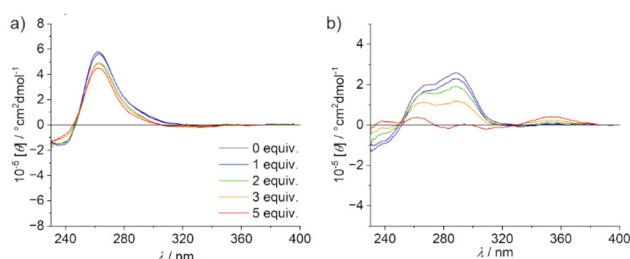 a)
b)
10⁻⁵ [θ] / °cm²dmol⁻¹
8
6
4
2
0
-2
-4
-6
-8
0 equiv.
1 equiv.
2 equiv.
3 equiv.
5 equiv.
240 280 320 360 400
λ / nm
10⁻⁵ [θ] / °cm²dmol⁻¹
4
2
0
-2
-4
240 280 320 360 400
λ / nm